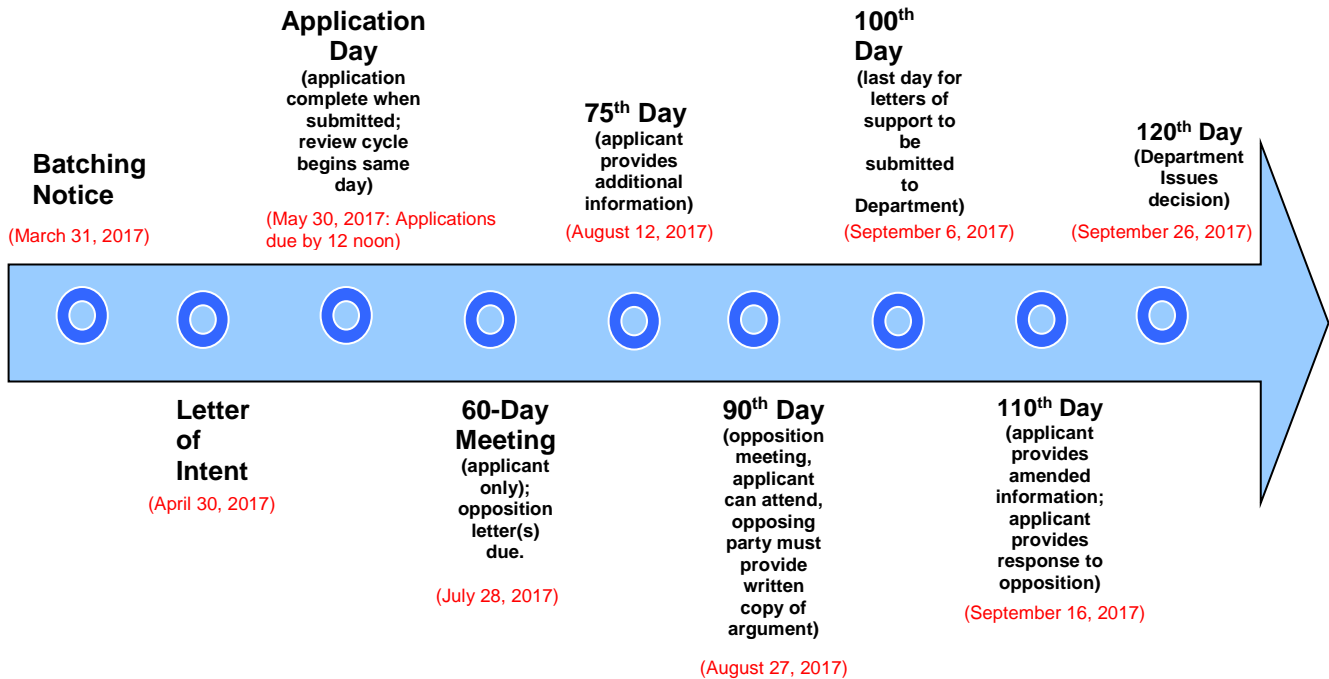 Batching
Notice
(March 31, 2017)
Letter
of
Intent
(April 30, 2017)
Application
Day
(application
complete when
submitted;
review cycle
begins same
day)
(May 30, 2017: Applications
due by 12 noon)
60-Day
Meeting
(applicant
only);
opposition
letter(s)
due.
(July 28, 2017)
75th Day
(applicant
provides
additional
information)
(August 12, 2017)
90th Day
(opposition
meeting,
applicant
can attend,
opposing
party must
provide
written
copy of
argument)
(August 27, 2017)
100th
Day
(last day for
letters of
support to
be
submitted
to
Department)
(September 6, 2017)
110th Day
(applicant
provides
amended
information;
applicant
provides
response to
opposition)
(September 16, 2017)
120th Day
(Department
Issues
decision)
(September 26, 2017)